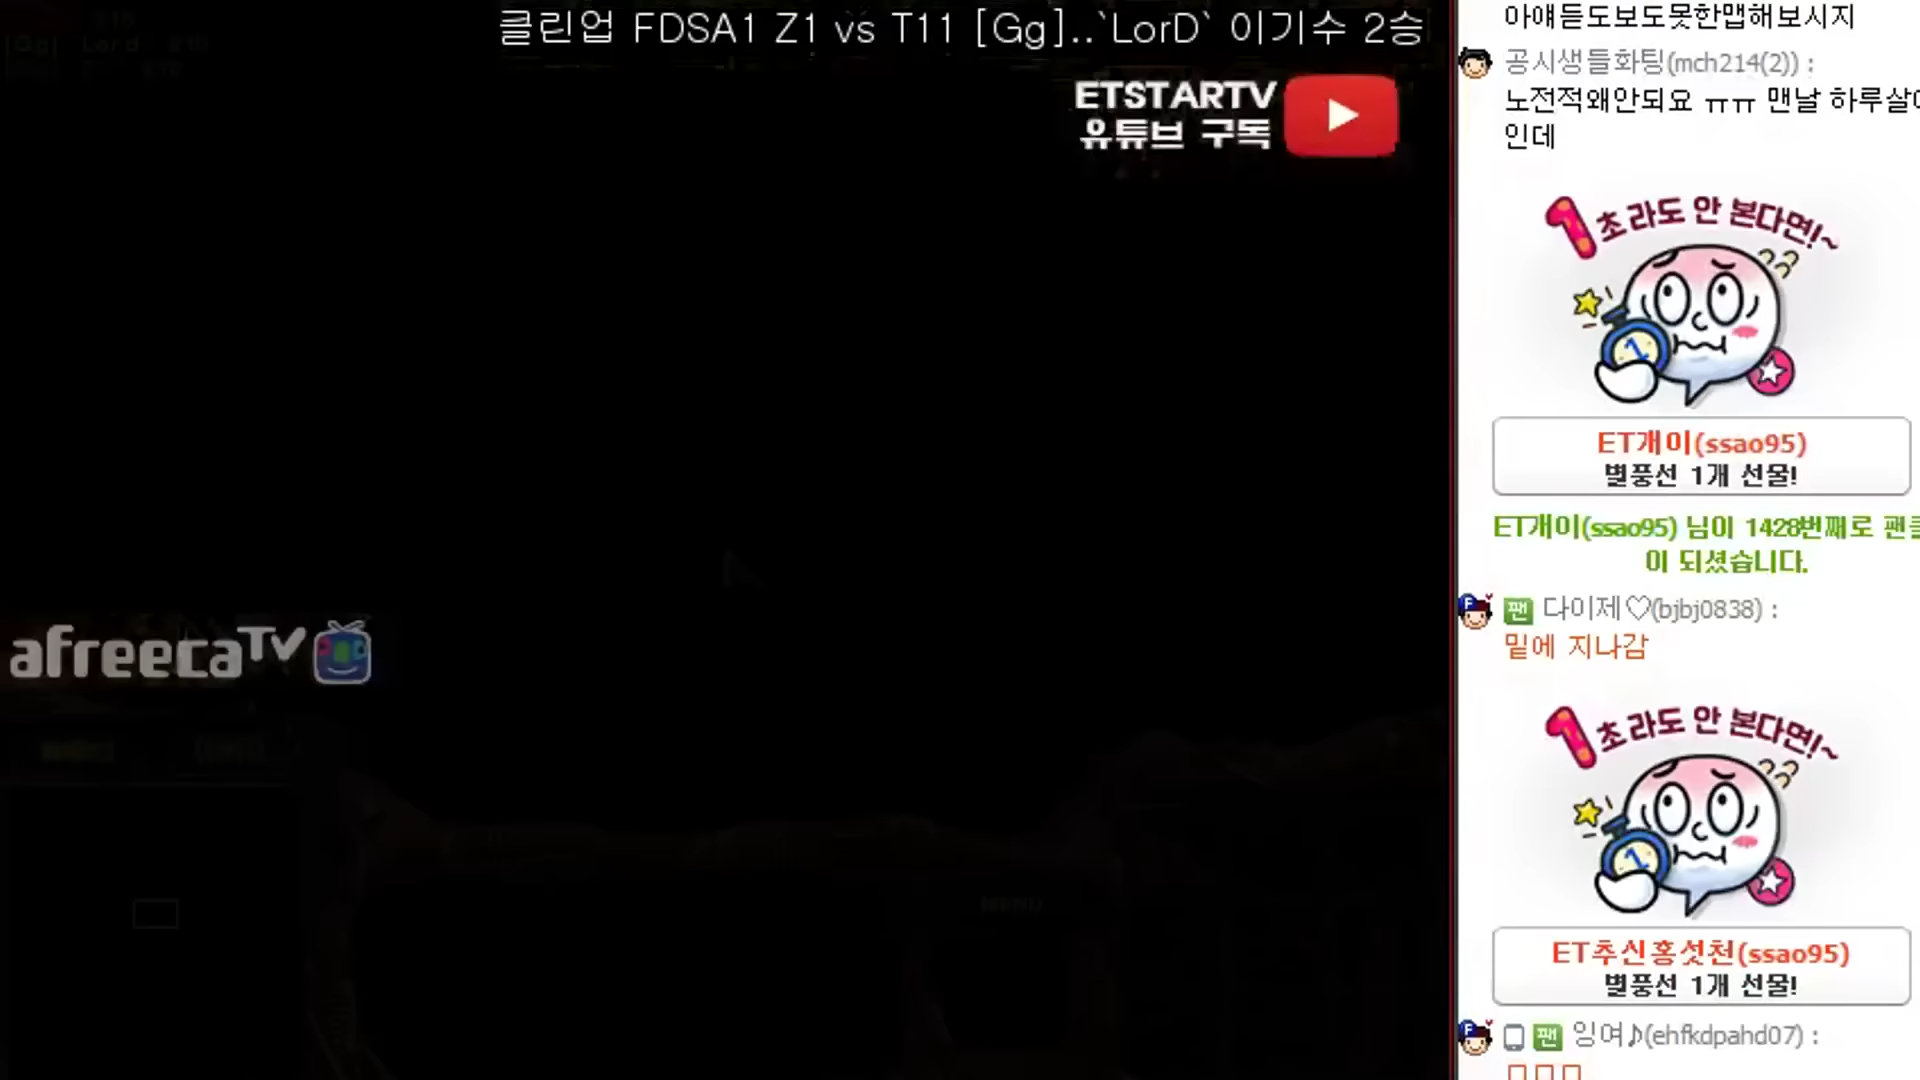 클린업 FDSA1 Z1 vs T11 [Gg]..`LorD` 이기수 2승
ETSTARTV
유튜브 구독
afreecaTV
아얘듣도보도못한맵해보시지
공시생들화팅(mch214(2)) :
노전적왜안되요 ㅠㅠ 맨날 하루살이
인데
1초라도 안 본다면!~
ET개이(ssao95)
별풍선 1개 선물!
ET개이(ssao95) 님이 1428번째로 팬클
이 되셨습니다.
팬 다이제♡(bjbj0838) :
밑에 지나감
1초라도 안 본다면!~
ET추신홍섯천(ssao95)
별풍선 1개 선물!
팬 잉여♪(ehfkdpahd07) :